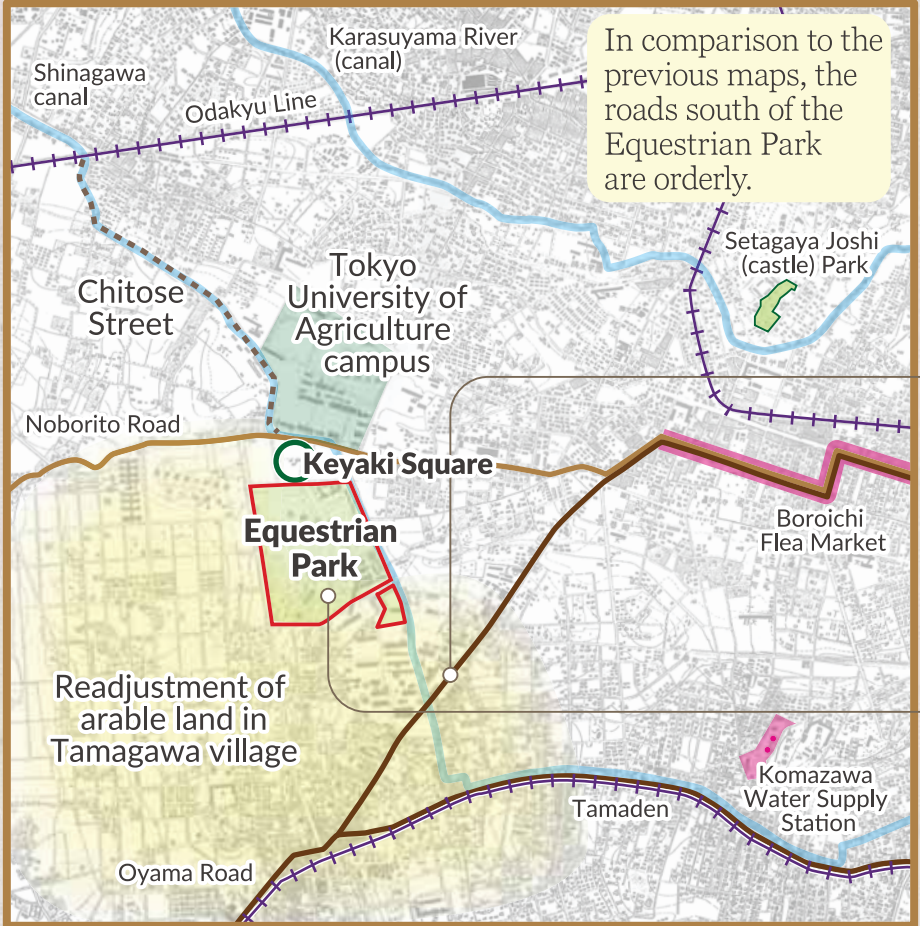 Karasuyama River
(canal)
In comparison to the
previous maps, the
roads south of the
Equestrian Park
are orderly.
Shinagawa
canal
Odakyu Line
Setagaya Joshi
(castle) Park
Tokyo
University of
Agriculture
campus
Chitose
Street
Noborito Road
Keyaki Square
Equestrian
Park
Boroichi
Flea Market
Readjustment of
arable land in
Tamagawa village
Komazawa
Water Supply
Station
Tamaden
Oyama Road